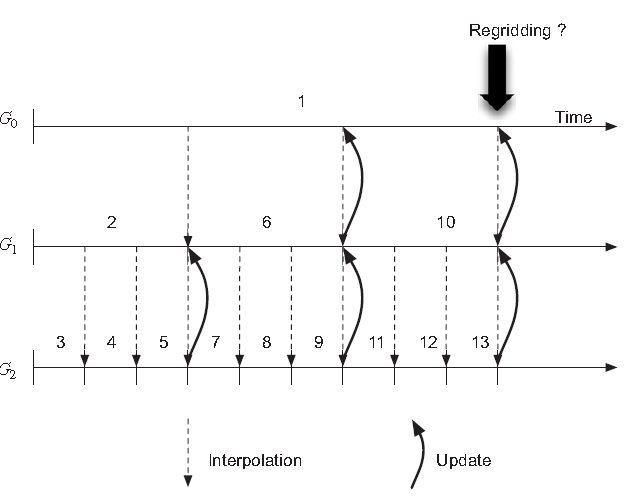 Regridding ?
1
G0
Time
2 6 10
G1
3 4 5 7 8 9 11 12 13
G2
Interpolation Update